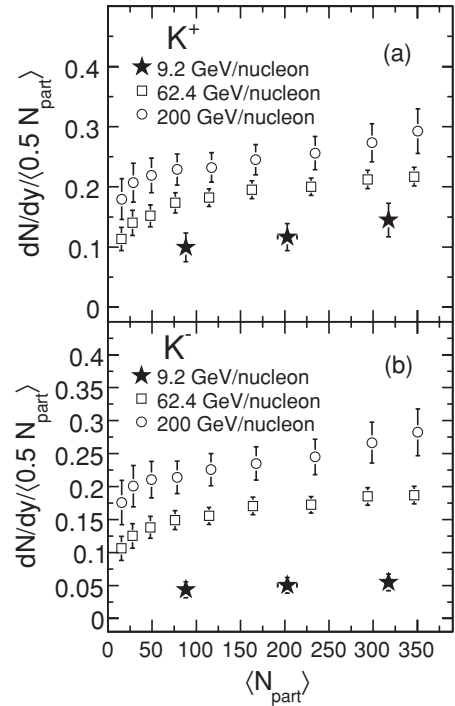 K+
(a)
★ 9.2 GeV/nucleon
□ 62.4 GeV/nucleon
○ 200 GeV/nucleon
dN/dy/⟨0.5 N_part⟩
0.4
0.3
0.2
0.1
0
K-
(b)
★ 9.2 GeV/nucleon
□ 62.4 GeV/nucleon
○ 200 GeV/nucleon
dN/dy/⟨0.5 N_part⟩
0.4
0.35
0.3
0.25
0.2
0.15
0.1
0.05
0
0 50 100 150 200 250 300 350
⟨N_part⟩